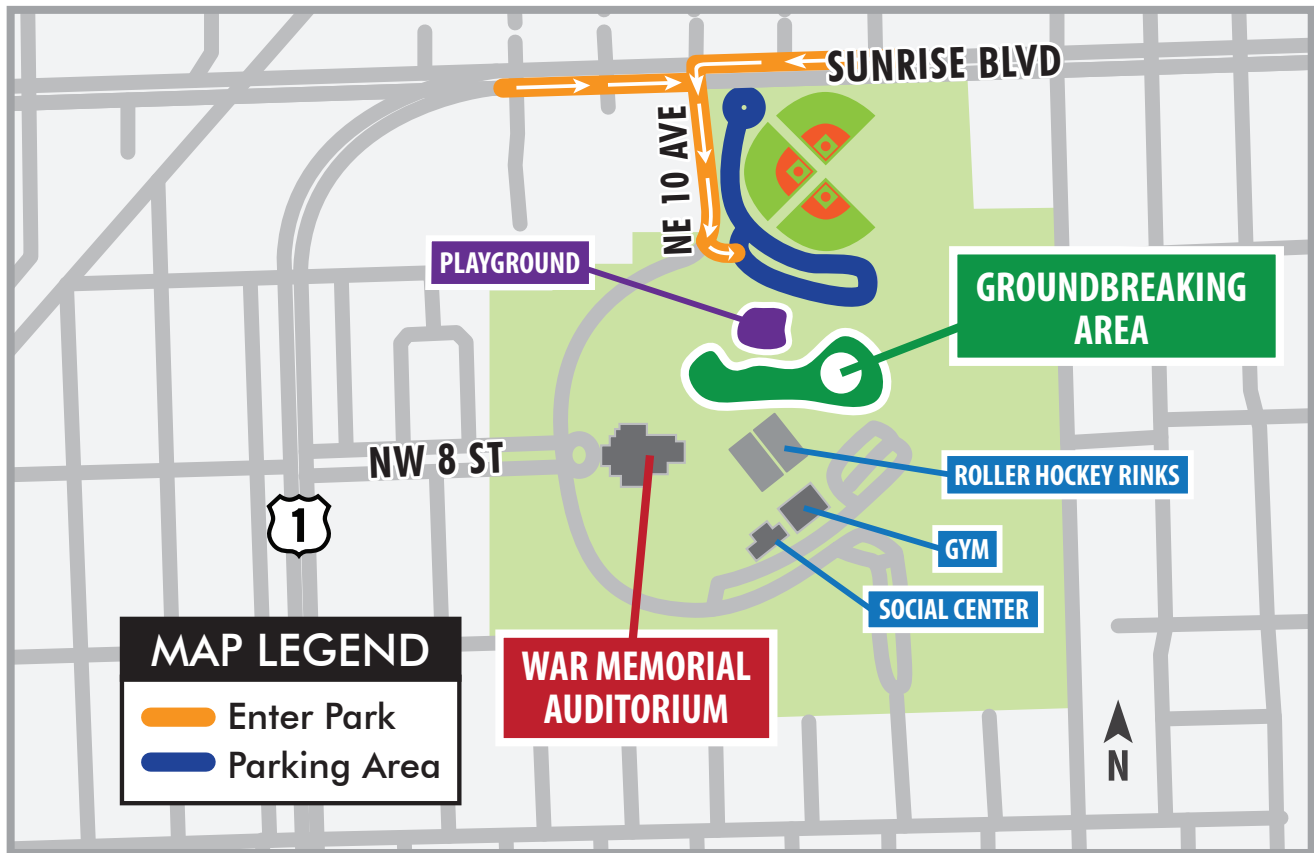 SUNRISE BLVD
NE 10 AVE
PLAYGROUND
GROUNDBREAKING
AREA
NW 8 ST
ROLLER HOCKEY RINKS
1
GYM
SOCIAL CENTER
WAR MEMORIAL
AUDITORIUM
MAP LEGEND
Enter Park
Parking Area
N